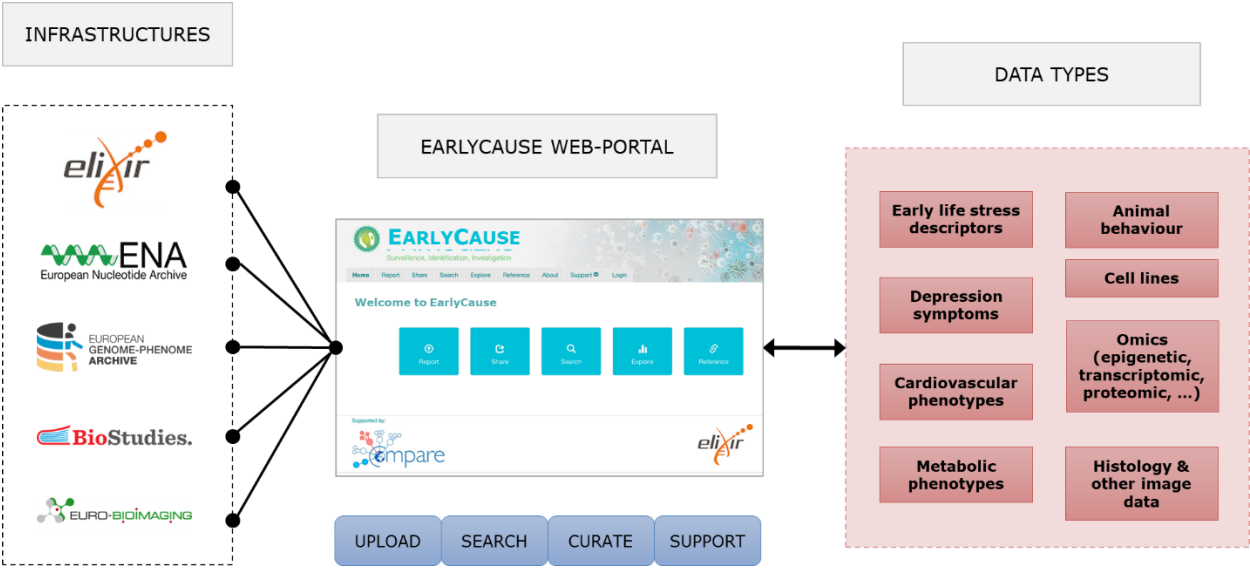 INFRASTRUCTURES
elixir
ENA
European Nucleotide Archive
EUROPEAN
GENOME-PHENOME
ARCHIVE
BioStudies.
EURO-BIOIMAGING
EARLYCAUSE WEB-PORTAL
EARLYCAUSE
Surveillance, Identification, Investigation
Home Report Share Search Explore Reference About Support Login
Welcome to EarlyCause
Report Share Search Explore Reference
Supported by:
compare
elixir
UPLOAD SEARCH CURATE SUPPORT
DATA TYPES
Early life stress
descriptors
Depression
symptoms
Cardiovascular
phenotypes
Metabolic
phenotypes
Animal
behaviour
Cell lines
Omics
(epigenetic,
transcriptomic,
proteomic, ...)
Histology &
other image
data